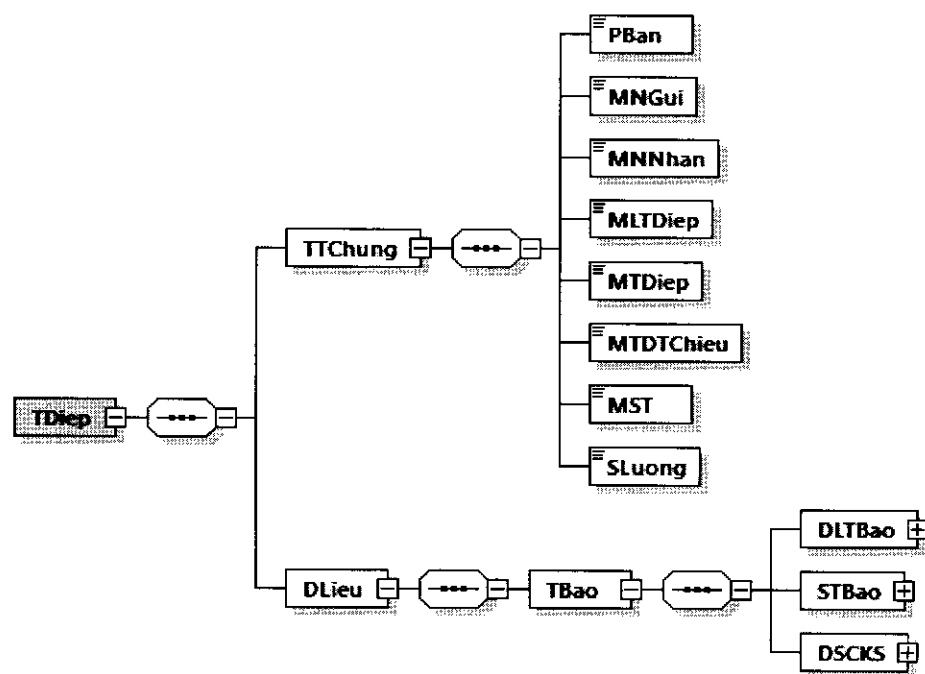 PBan
MNGui
MNNhan
MLTDiep
TTChung
MTDiep
MTDTChieu
TDiep
MST
SLuong
DLTBao
DLieu
TBao
STBao
DSCKS